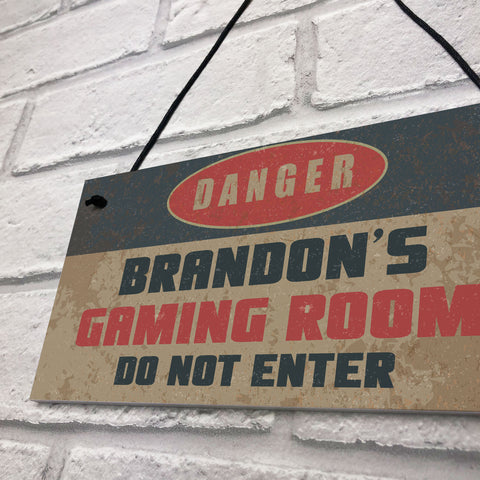 DANGER
BRANDON'S
GAMING ROOM
DO NOT ENTER